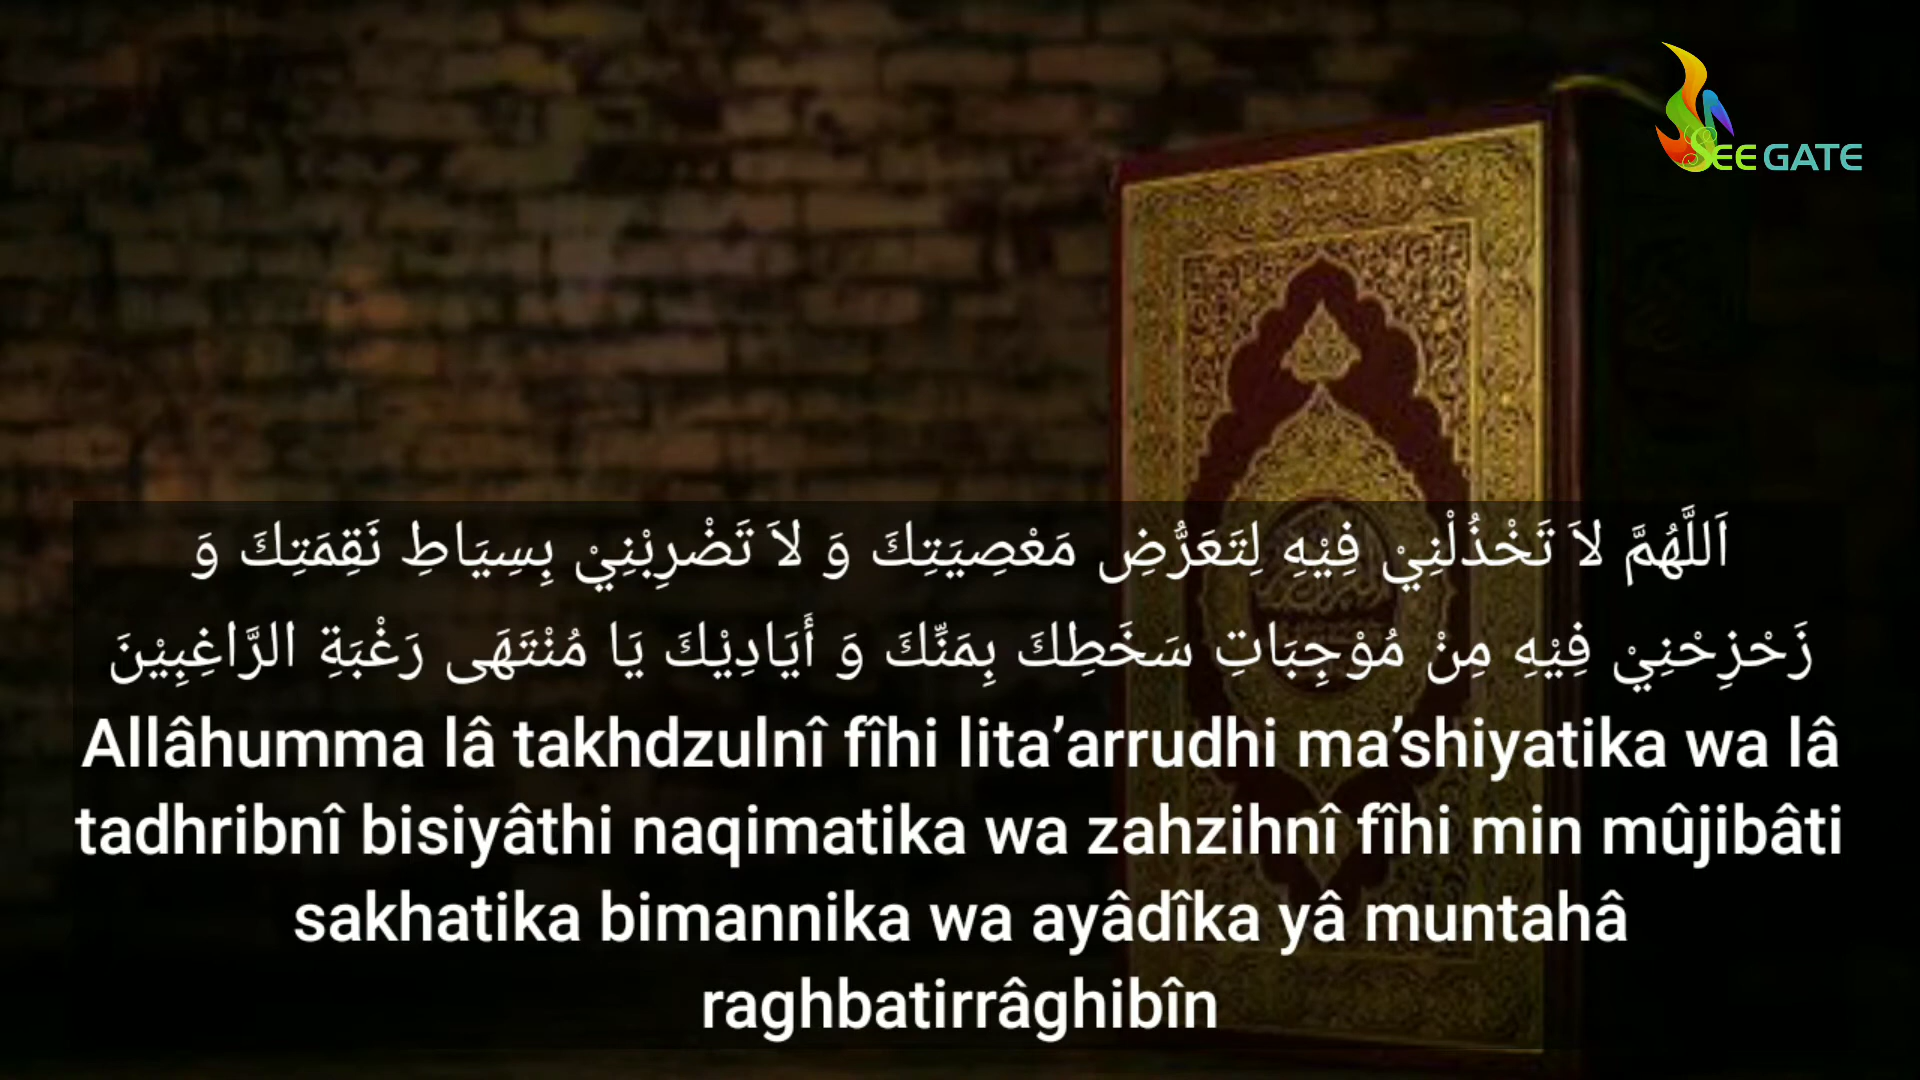 SEE GATE
اَللَّهُمَّ لاَ تَخْذُلْنِيْ فِيْهِ لِتَعَرُّضِ مَعْصِيَتِكَ وَ لاَ تَضْرِبْنِيْ بِسِيَاطِ نَقِمَتِكَ وَ
زَحْزِحْنِيْ فِيْهِ مِنْ مُوْجِبَاتِ سَخَطِكَ بِمَنِّكَ وَ أَيَادِيْكَ يَا مُنْتَهَى رَغْبَةِ الرَّاغِبِيْنَ
Allâhumma lâ takhdzulnî fîhi lita’arrudhi ma’shiyatika wa lâ
tadhribnî bisiyâthi naqimatika wa zahzihnî fîhi min mûjibâti
sakhatika bimannika wa ayâdîka yâ muntahâ
raghbatirrâghibîn